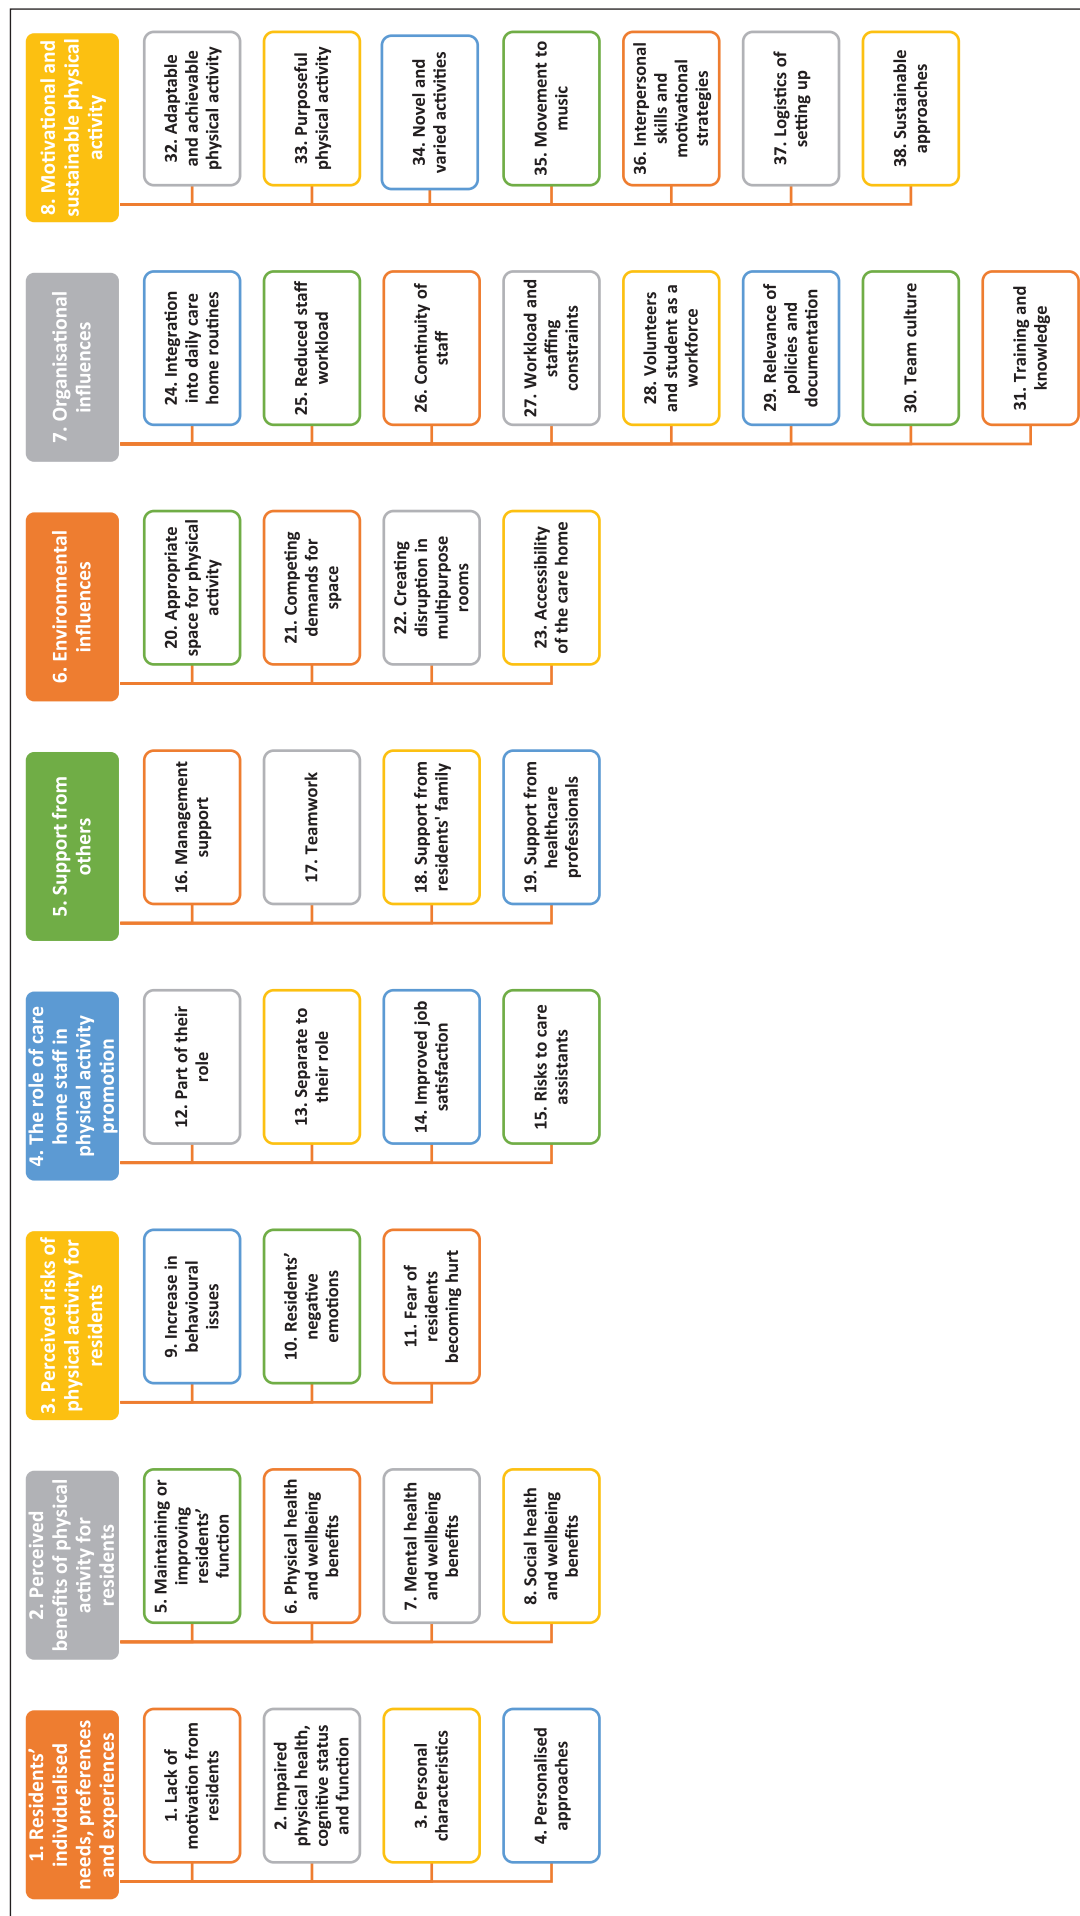 1. Residents’
individualised
needs, preferences
and experiences
1. Lack of
motivation from
residents
2. Impaired
physical health,
cognitive status
and function
3. Personal
characteristics
4. Personalised
approaches
2. Perceived
benefits of physical
activity for
residents
5. Maintaining or
improving
residents’
function
6. Physical health
and wellbeing
benefits
7. Mental health
and wellbeing
benefits
8. Social health
and wellbeing
benefits
3. Perceived risks of
physical activity for
residents
9. Increase in
behavioural
issues
10. Residents’
negative
emotions
11. Fear of
residents
becoming hurt
4. The role of care
home staff in
physical activity
promotion
12. Part of their
role
13. Separate to
their role
14. Improved job
satisfaction
15. Risks to care
assistants
5. Support from
others
16. Management
support
17. Teamwork
18. Support from
residents' family
19. Support from
healthcare
professionals
6. Environmental
influences
20. Appropriate
space for physical
activity
21. Competing
demands for
space
22. Creating
disruption in
multipurpose
rooms
23. Accessibility
of the care home
7. Organisational
influences
24. Integration
into daily care
home routines
25. Reduced staff
workload
26. Continuity of
staff
27. Workload and
staffing
constraints
28. Volunteers
and student as a
workforce
29. Relevance of
policies and
documentation
30. Team culture
31. Training and
knowledge
8. Motivational and
sustainable physical
activity
32. Adaptable
and achievable
physical activity
33. Purposeful
physical activity
34. Novel and
varied activities
35. Movement to
music
36. Interpersonal
skills and
motivational
strategies
37. Logistics of
setting up
38. Sustainable
approaches